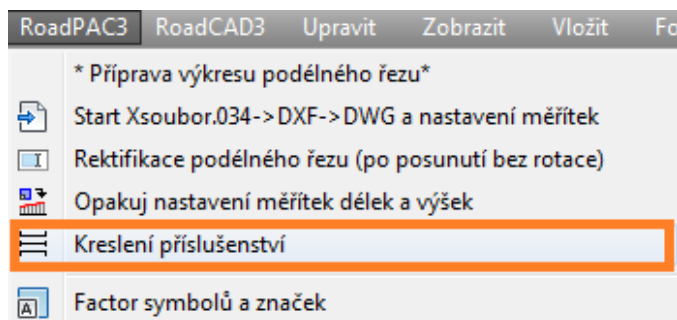 RoadPAC3 RoadCAD3 Upravit Zobrazit Vložit Fo
* Příprava výkresu podélného řezu*
Start Xsoubor.034->DXF->DWG a nastavení měřítek
Rektifikace podélného řezu (po posunutí bez rotace)
Opakuj nastavení měřítek délek a výšek
Kreslení příslušenství
Factor symbolů a značek